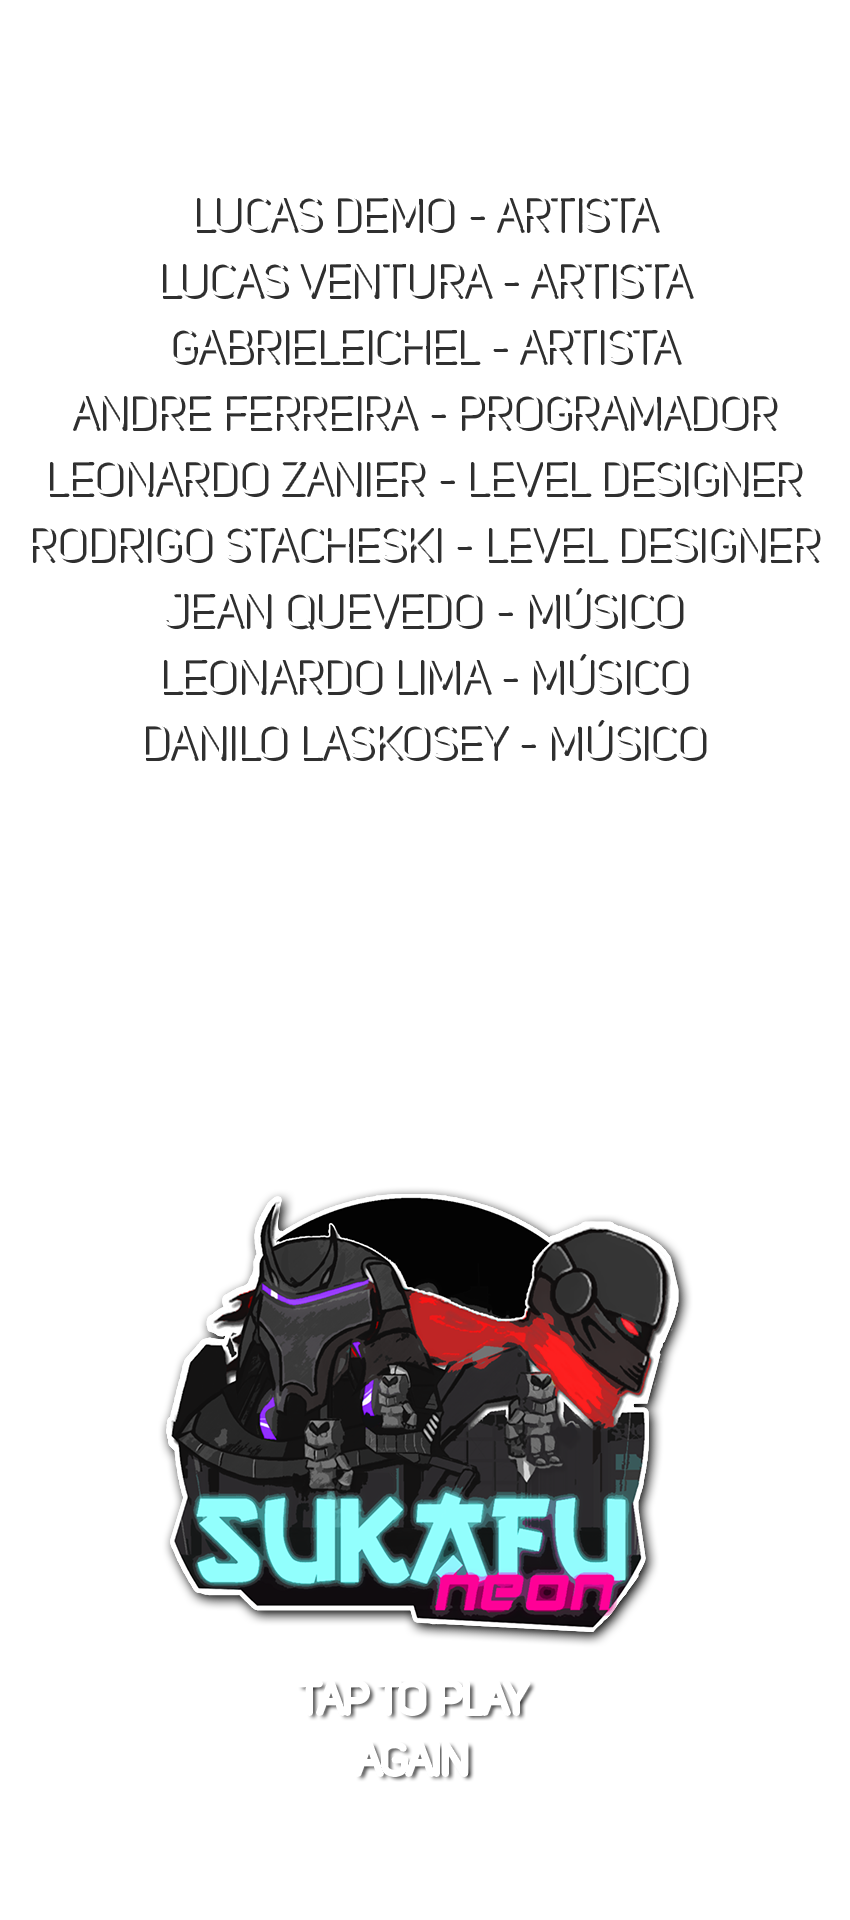 LUCAS DEMO - ARTISTA
LUCAS VENTURA - ARTISTA
GABRIELEICHEL - ARTISTA
ANDRE FERREIRA - PROGRAMADOR
LEONARDO ZANIER - LEVEL DESIGNER
RODRIGO STACHESKI - LEVEL DESIGNER
JEAN QUEVEDO - MÚSICO
LEONARDO LIMA - MÚSICO
DANILO LASKOSEY - MÚSICO
SUKAFU
neon
TAP TO PLAY
AGAIN